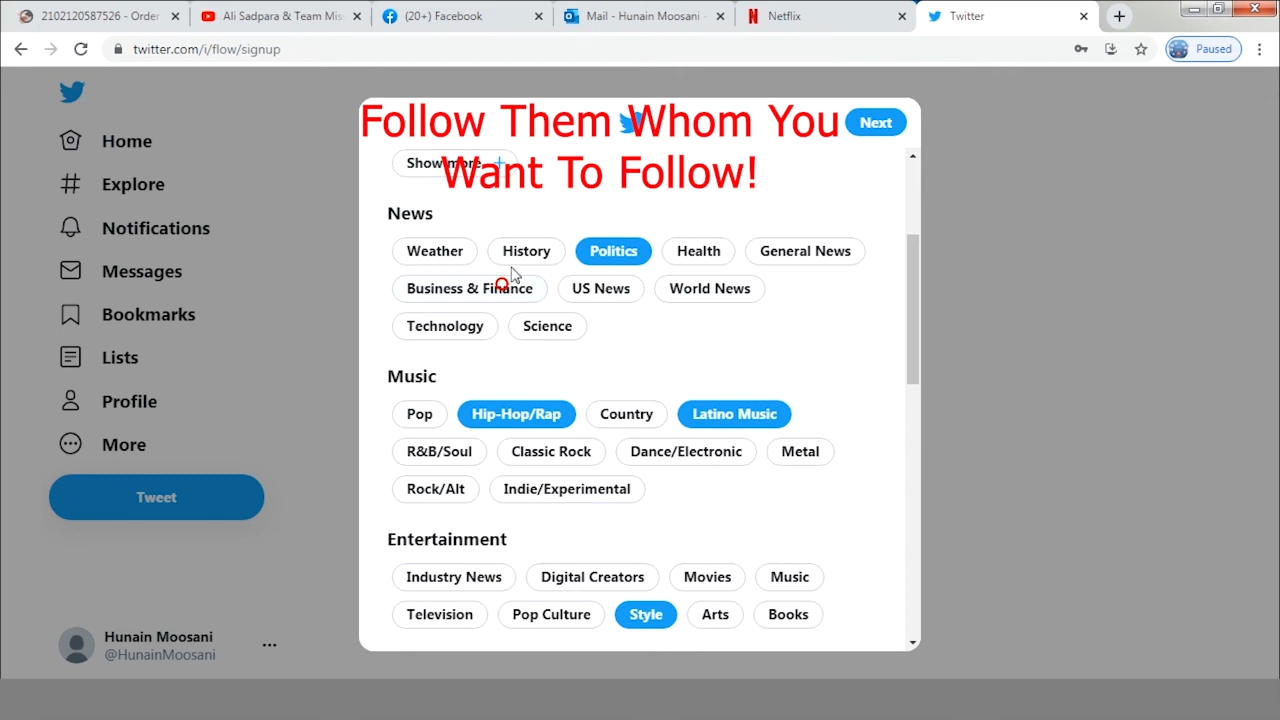 2102120587526 - Order
Ali Sadpara & Team Mis
(20+) Facebook
Mail - Hunain Moosani -
Netflix
Twitter
twitter.com/i/flow/signup
Paused
Follow Them Whom You
Want To Follow!
Next
Home
Explore
Notifications
Messages
Bookmarks
Lists
Profile
More
Tweet
Hunain Moosani
@HunainMoosani
Show more
News
Weather History Politics Health General News
Business & Finance US News World News
Technology Science
Music
Pop Hip-Hop/Rap Country Latino Music
R&B/Soul Classic Rock Dance/Electronic Metal
Rock/Alt Indie/Experimental
Entertainment
Industry News Digital Creators Movies Music
Television Pop Culture Style Arts Books